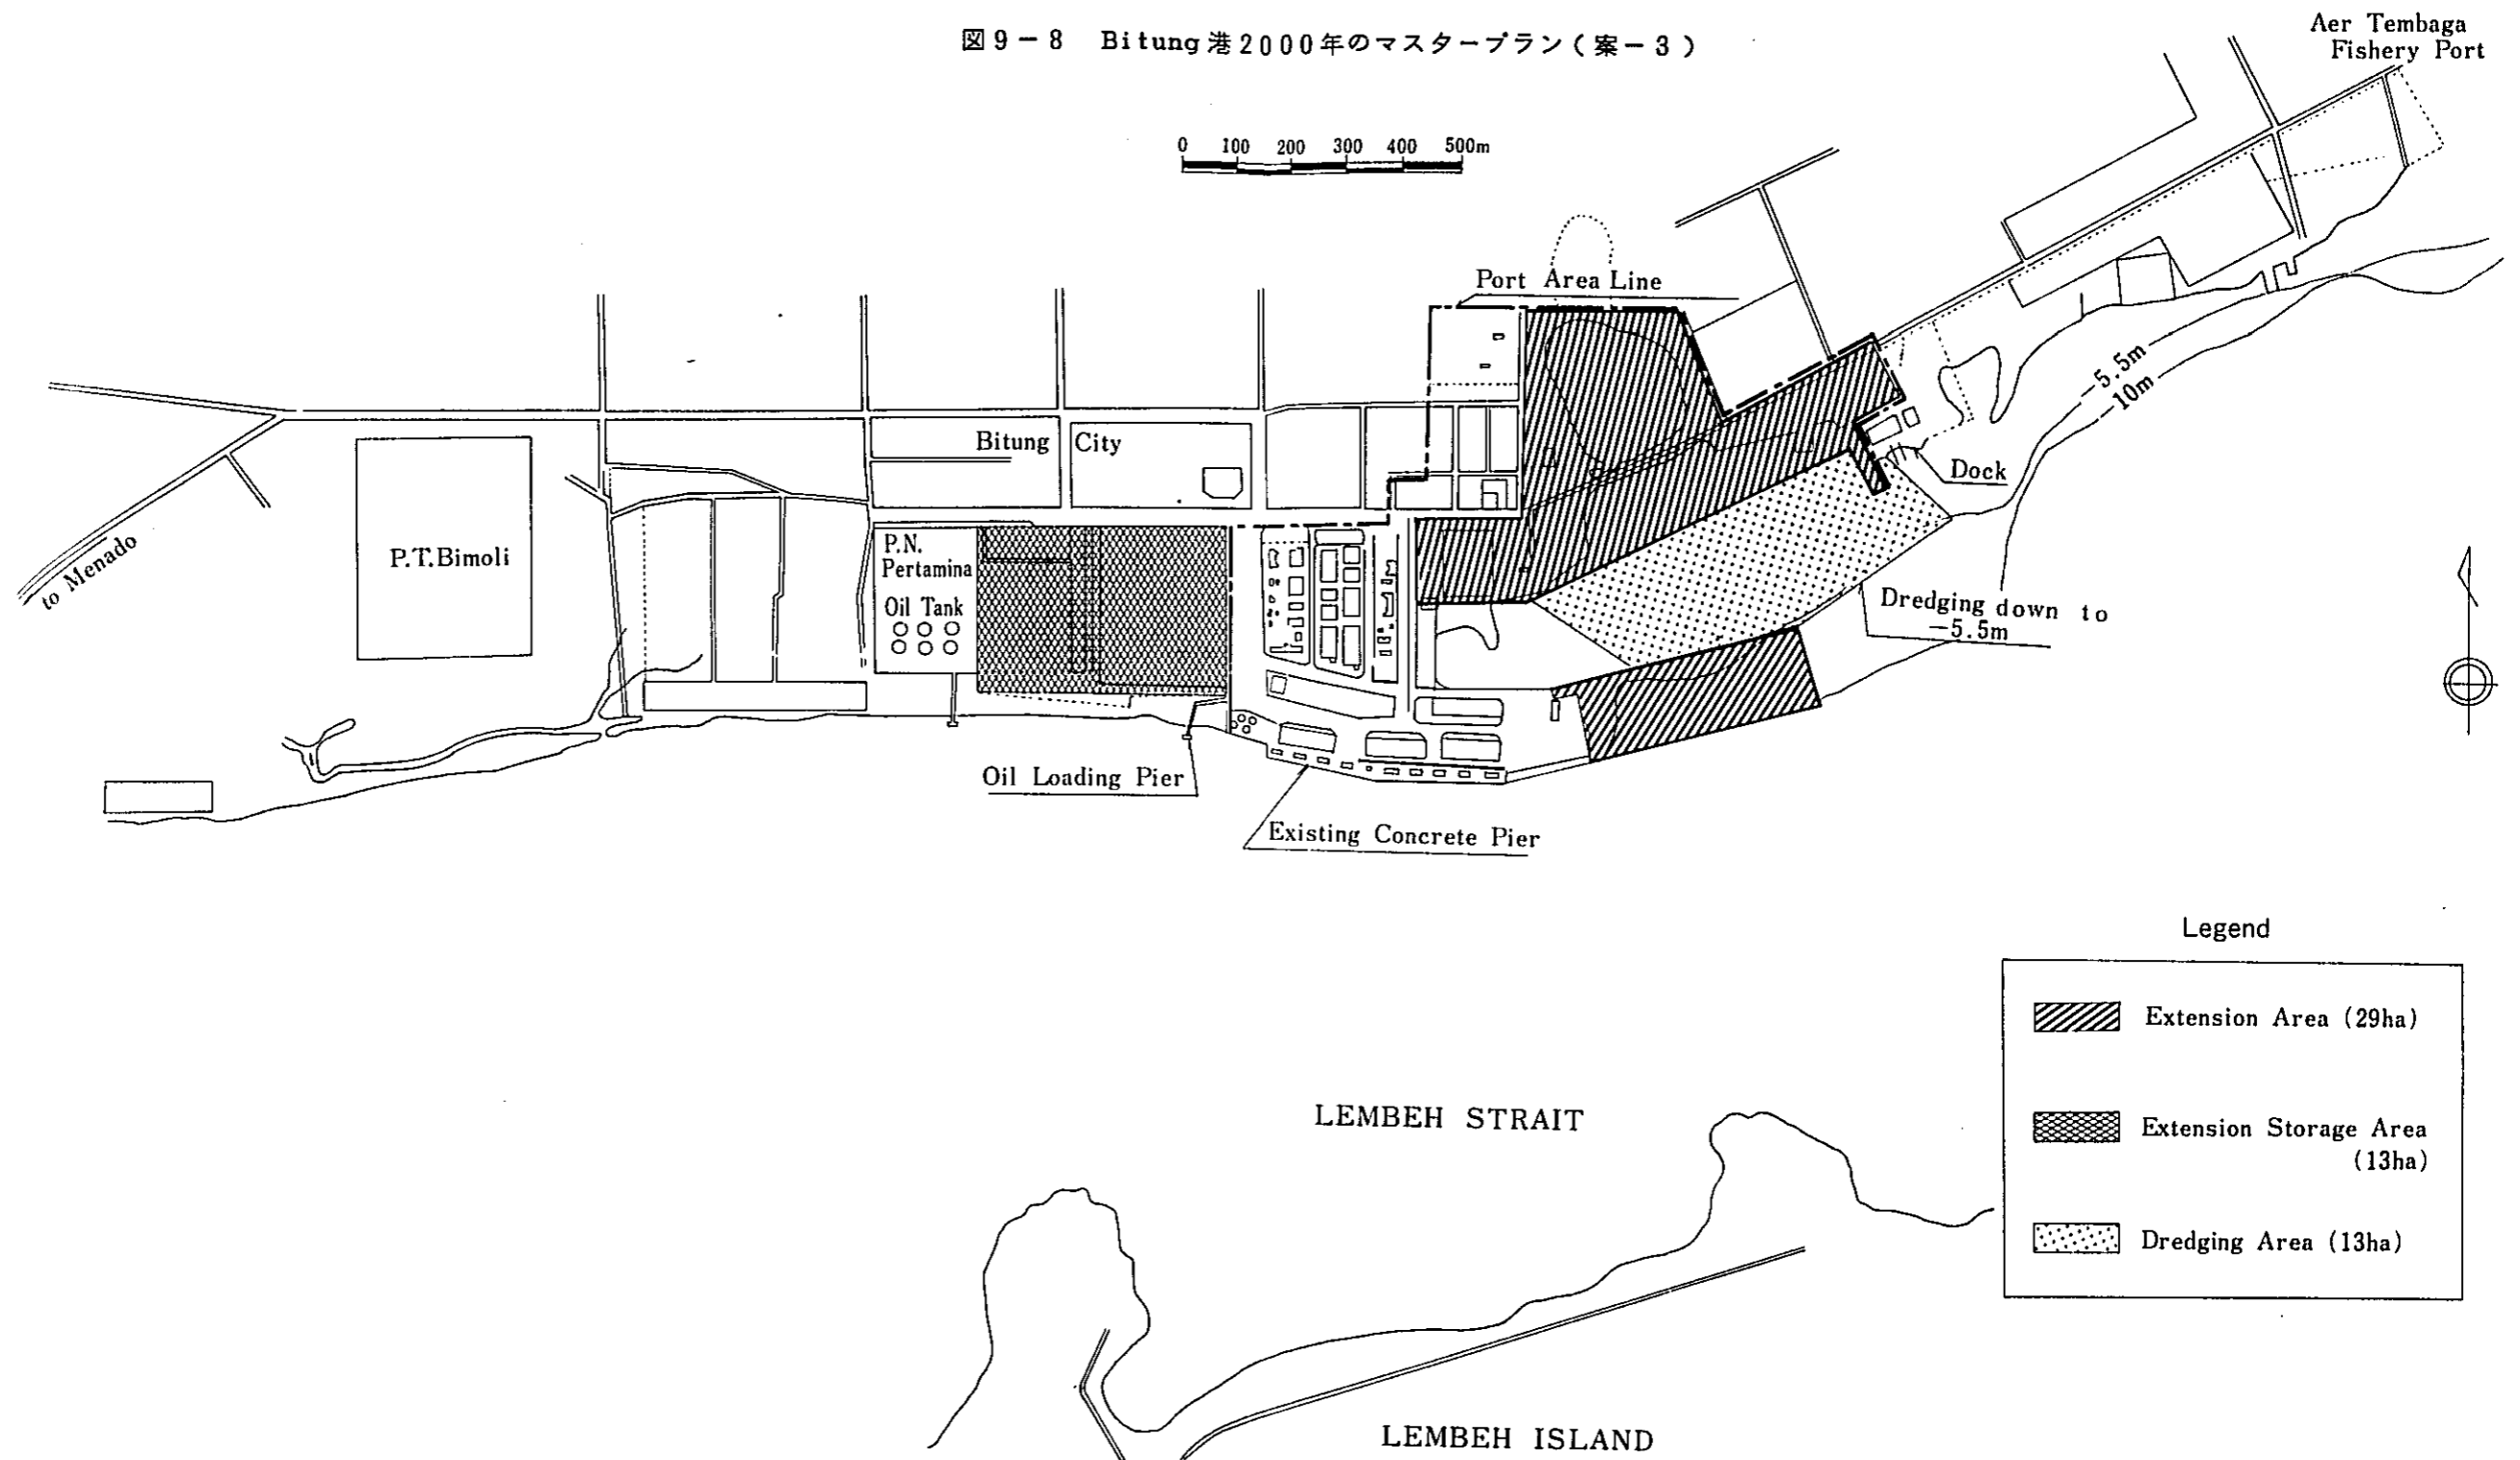 図9-8 Bitung港2000年のマスタープラン(案-3)
Aer Tembaga
Fishery Port
0 100 200 300 400 500m
Port Area Line
5.5m
10m
Bitung City
Dock
to Menado
P.T.Bimoli
P.N.
Pertamina
Oil Tank
Dredging down to
-5.5m
Oil Loading Pier
Existing Concrete Pier
Legend
Extension Area (29ha)
Extension Storage Area
(13ha)
Dredging Area (13ha)
LEMBEH STRAIT
LEMBEH ISLAND